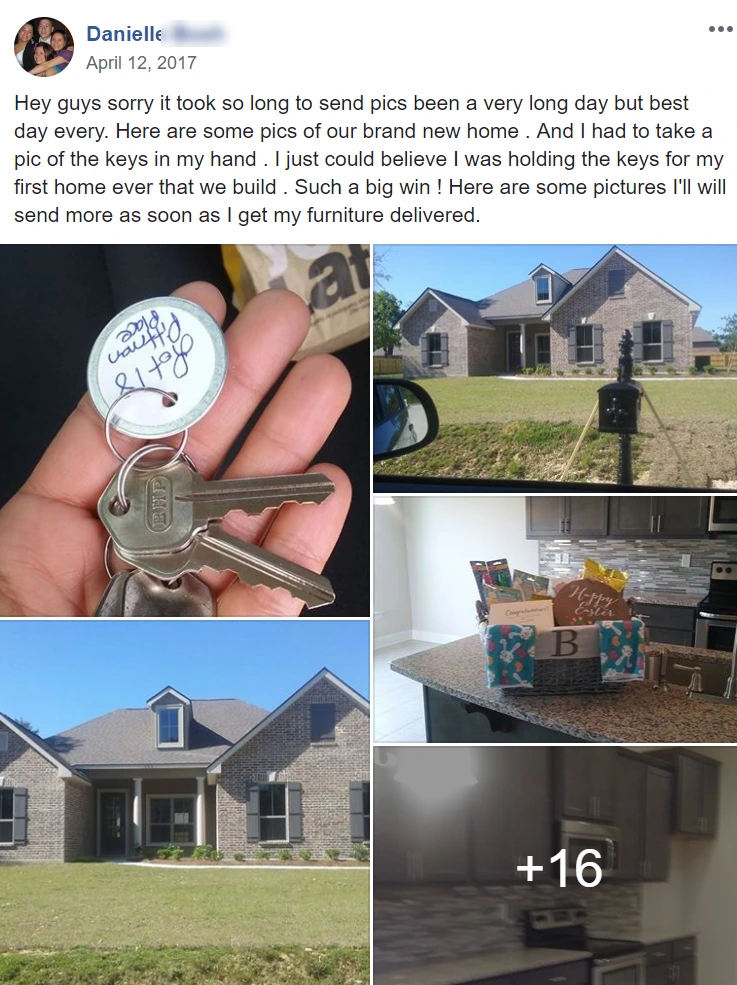 Danielle
April 12, 2017
Hey guys sorry it took so long to send pics been a very long day but best
day every. Here are some pics of our brand new home . And I had to take a
pic of the keys in my hand . I just could believe I was holding the keys for my
first home ever that we build . Such a big win ! Here are some pictures I'll will
send more as soon as I get my furniture delivered.
Lot 18
Pittman
Place
BHP
Congratulations!
Happy
Easter
B
+16